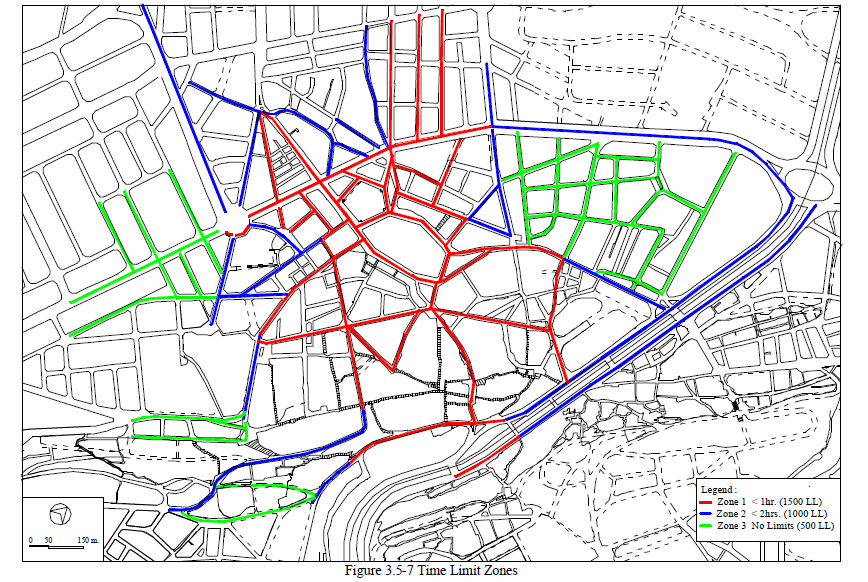 Legend :
Zone 1 < 1hr. (1500 LL)
Zone 2 < 2hrs. (1000 LL)
Zone 3 No Limits (500 LL)
0 50 150 m.
Figure 3.5-7 Time Limit Zones